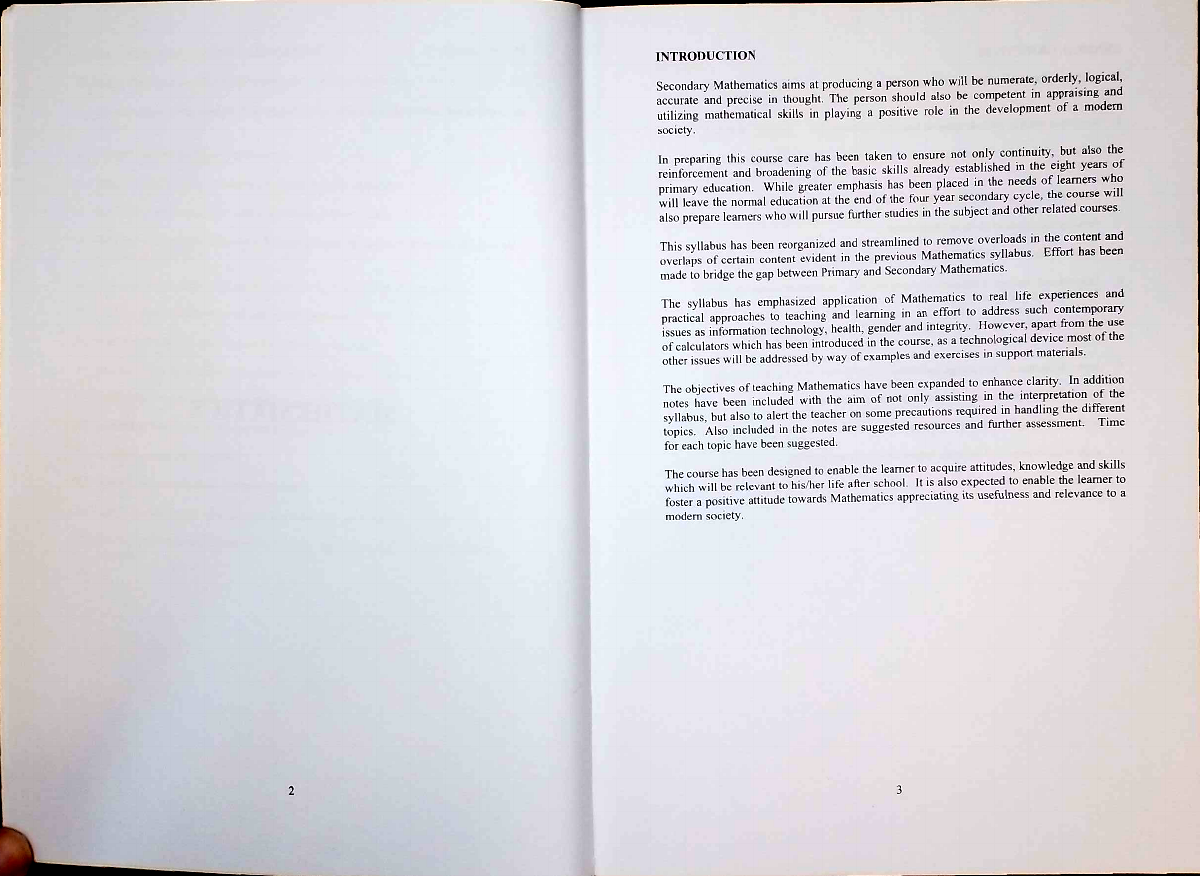 2
INTRODUCTION
Secondary Mathematics aims at producing a person who will be numerate, orderly, logical,
accurate and precise in thought. The person should also be competent in appraising and
utilizing mathematical skills in playing a positive role in the development of a modern
society.
In preparing this course care has been taken to ensure not only continuity, but also the
reinforcement and broadening of the basic skills already established in the eight years of
primary education. While greater emphasis has been placed in the needs of learners who
will leave the normal education at the end of the four year secondary cycle, the course will
also prepare learners who will pursue further studies in the subject and other related courses.
This syllabus has been reorganized and streamlined to remove overloads in the content and
overlaps of certain content evident in the previous Mathematics syllabus. Effort has been
made to bridge the gap between Primary and Secondary Mathematics.
The syllabus has emphasized application of Mathematics to real life experiences and
practical approaches to teaching and learning in an effort to address such contemporary
issues as information technology, health, gender and integrity. However, apart from the use
of calculators which has been introduced in the course, as a technological device most of the
other issues will be addressed by way of examples and exercises in support materials.
The objectives of teaching Mathematics have been expanded to enhance clarity. In addition
notes have been included with the aim of not only assisting in the interpretation of the
syllabus, but also to alert the teacher on some precautions required in handling the different
topics. Also included in the notes are suggested resources and further assessment. Time
for each topic have been suggested.
The course has been designed to enable the learner to acquire attitudes, knowledge and skills
which will be relevant to his/her life after school. It is also expected to enable the learner to
foster a positive attitude towards Mathematics appreciating its usefulness and relevance to a
modern society.
3